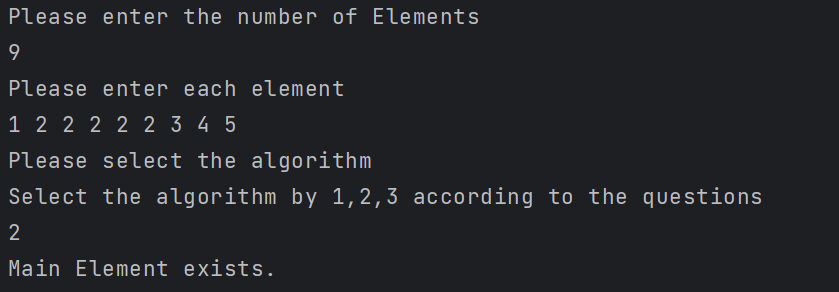 Please enter the number of Elements
9
Please enter each element
1 2 2 2 2 2 3 4 5
Please select the algorithm
Select the algorithm by 1,2,3 according to the questions
2
Main Element exists.